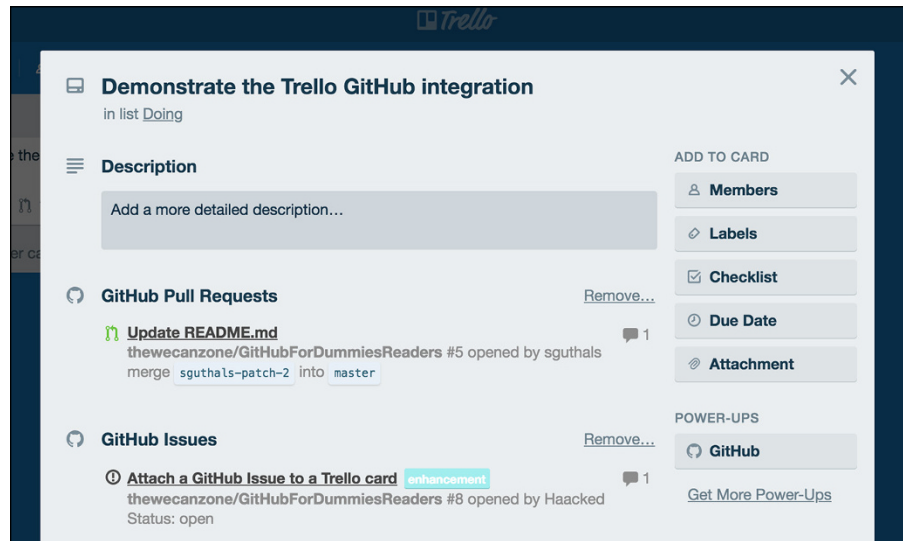 Trello
Demonstrate the Trello GitHub integration
in list Doing
the
er ca
Description
Add a more detailed description…
GitHub Pull Requests
Remove…
Update README.md
1
thewecanzone/GitHubForDummiesReaders #5 opened by sguthals
merge sguthals-patch-2 into master
GitHub Issues
Remove…
Attach a GitHub Issue to a Trello card enhancement
1
thewecanzone/GitHubForDummiesReaders #8 opened by Haacked
Status: open
ADD TO CARD
Members
Labels
Checklist
Due Date
Attachment
POWER-UPS
GitHub
Get More Power-Ups